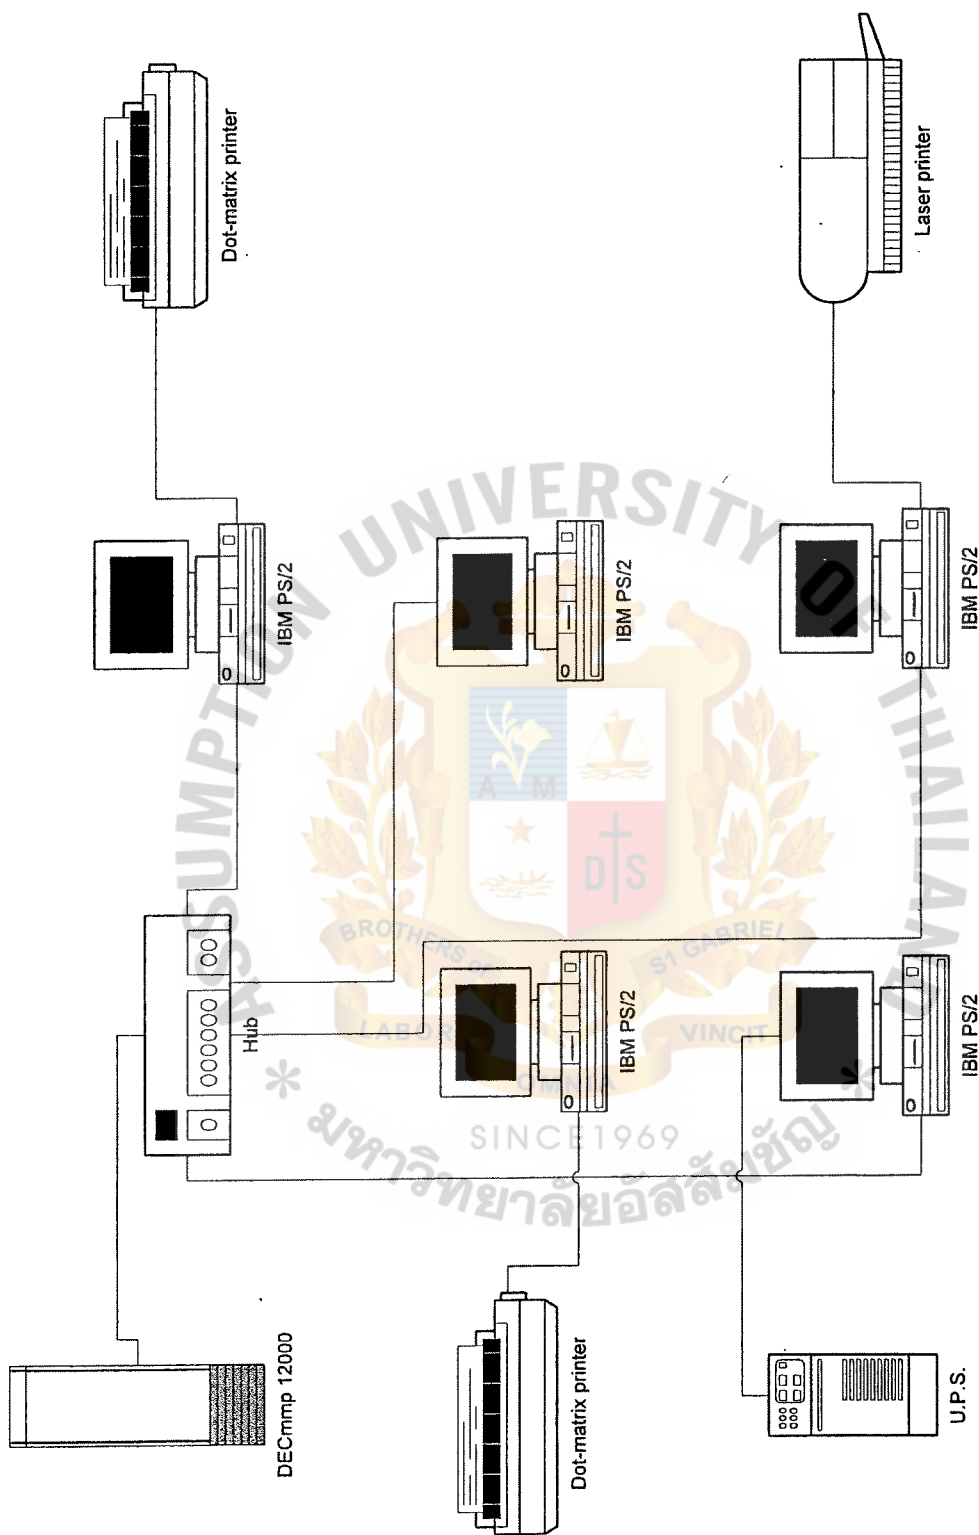 DECmmp 12000
Hub
IBM PS/2
Dot-matrix printer
Dot-matrix printer
IBM PS/2
IBM PS/2
U.P.S.
IBM PS/2
IBM PS/2
Laser printer
ASSUMPTION UNIVERSITY OF THAILAND
A M
D S
BROTHERS of
ST GABRIEL
LABOR
OMNIA
VINCIT
SINCE 1969
* มหาวิทยาลัยอัสสัมชัญ *